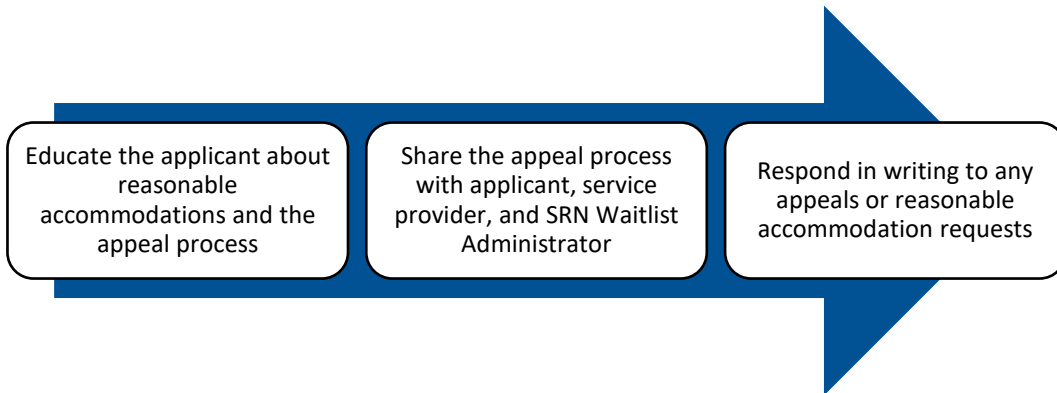 Educate the applicant about
reasonable
accommodations and the
appeal process
Share the appeal process
with applicant, service
provider, and SRN Waitlist
Administrator
Respond in writing to any
appeals or reasonable
accommodation requests